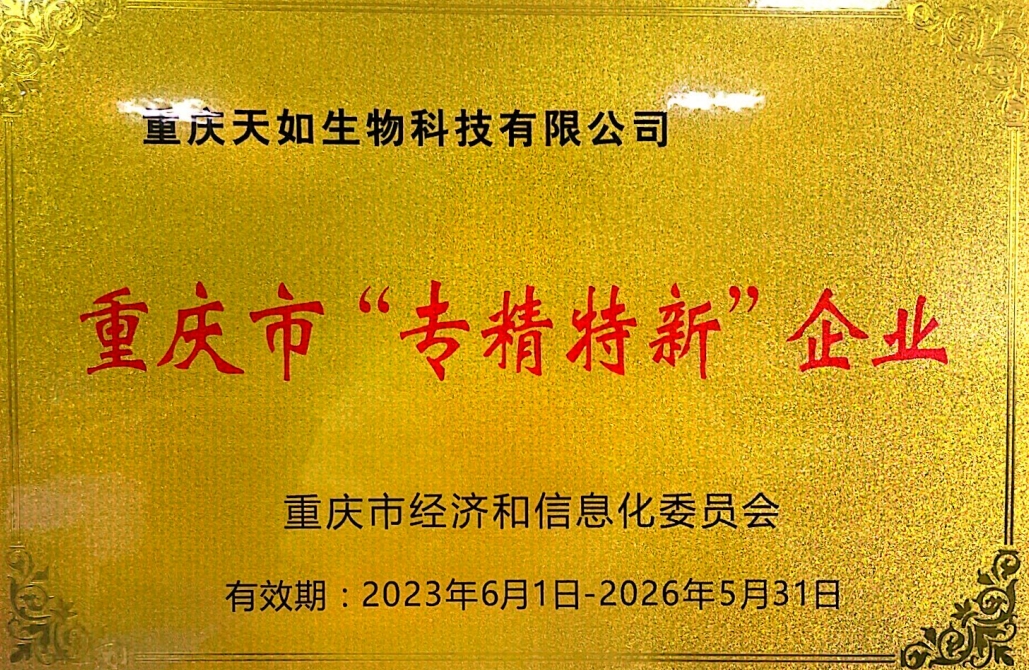 重庆天如生物科技有限公司
重庆市“专精特新”企业
重庆市经济和信息化委员会
有效期：2023年6月1日-2026年5月31日